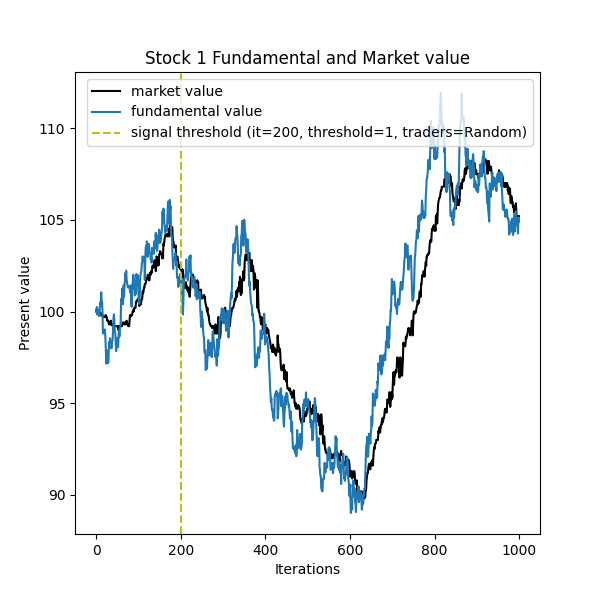 Stock 1 Fundamental and Market value
market value
fundamental value
signal threshold (it=200, threshold=1, traders=Random)
Present value
110
105
100
95
90
0 200 400 600 800 1000
Iterations